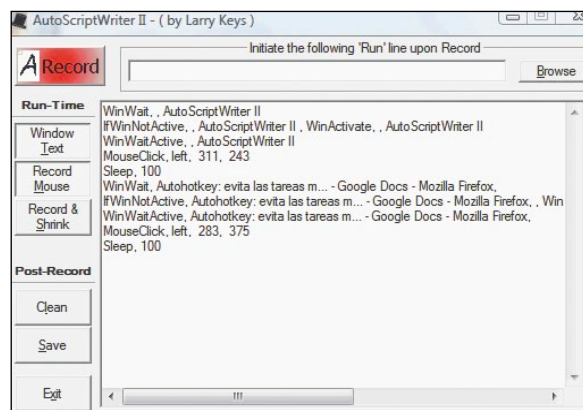 AutoScriptWriter II - ( by Larry Keys )
A Record
Initiate the following 'Run' line upon Record
Browse
Run-Time
Window
Text
Record
Mouse
Record &
Shrink
Post-Record
Clean
Save
Exit
WinWait, , AutoScriptWriter II
IfWinNotActive, , AutoScriptWriter II , WinActivate, , AutoScriptWriter II
WinWaitActive, , AutoScriptWriter II
MouseClick, left, 311, 243
Sleep, 100
WinWait, Autohotkey: evita las tareas m... - Google Docs - Mozilla Firefox,
IfWinNotActive, Autohotkey: evita las tareas m... - Google Docs - Mozilla Firefox, , Win
WinWaitActive, Autohotkey: evita las tareas m... - Google Docs - Mozilla Firefox,
MouseClick, left, 283, 375
Sleep, 100